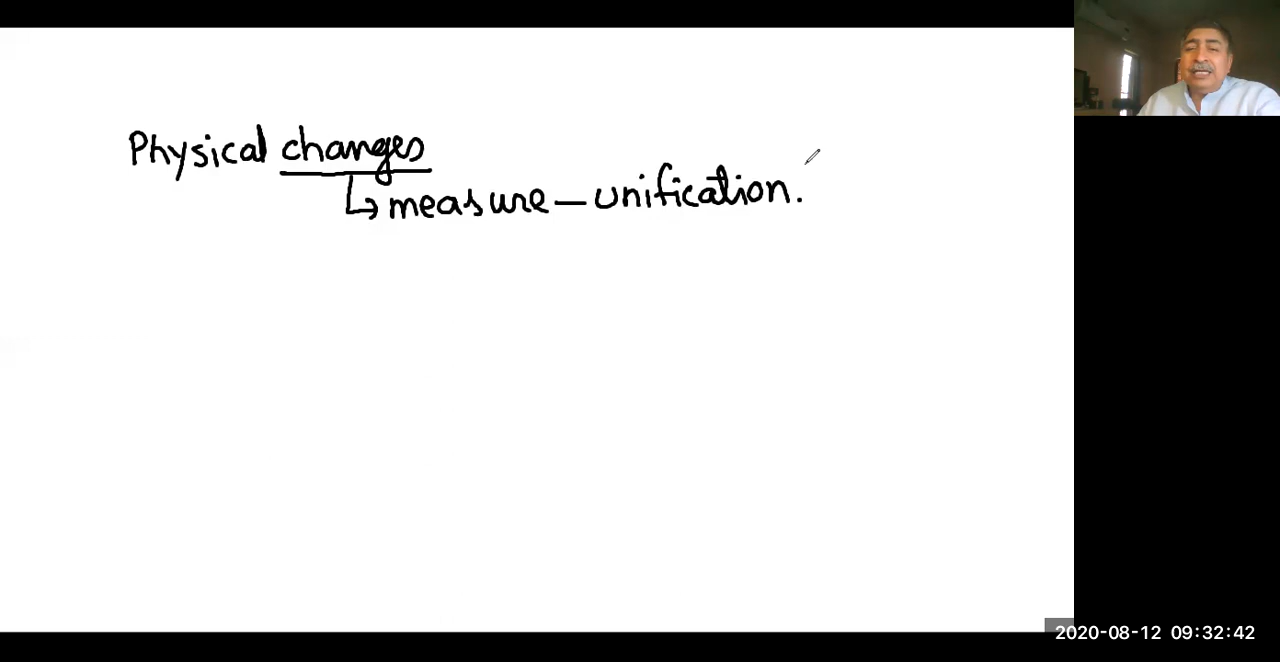 Physical changes
↳ measure — unification.
2020-08-12 09:32:42